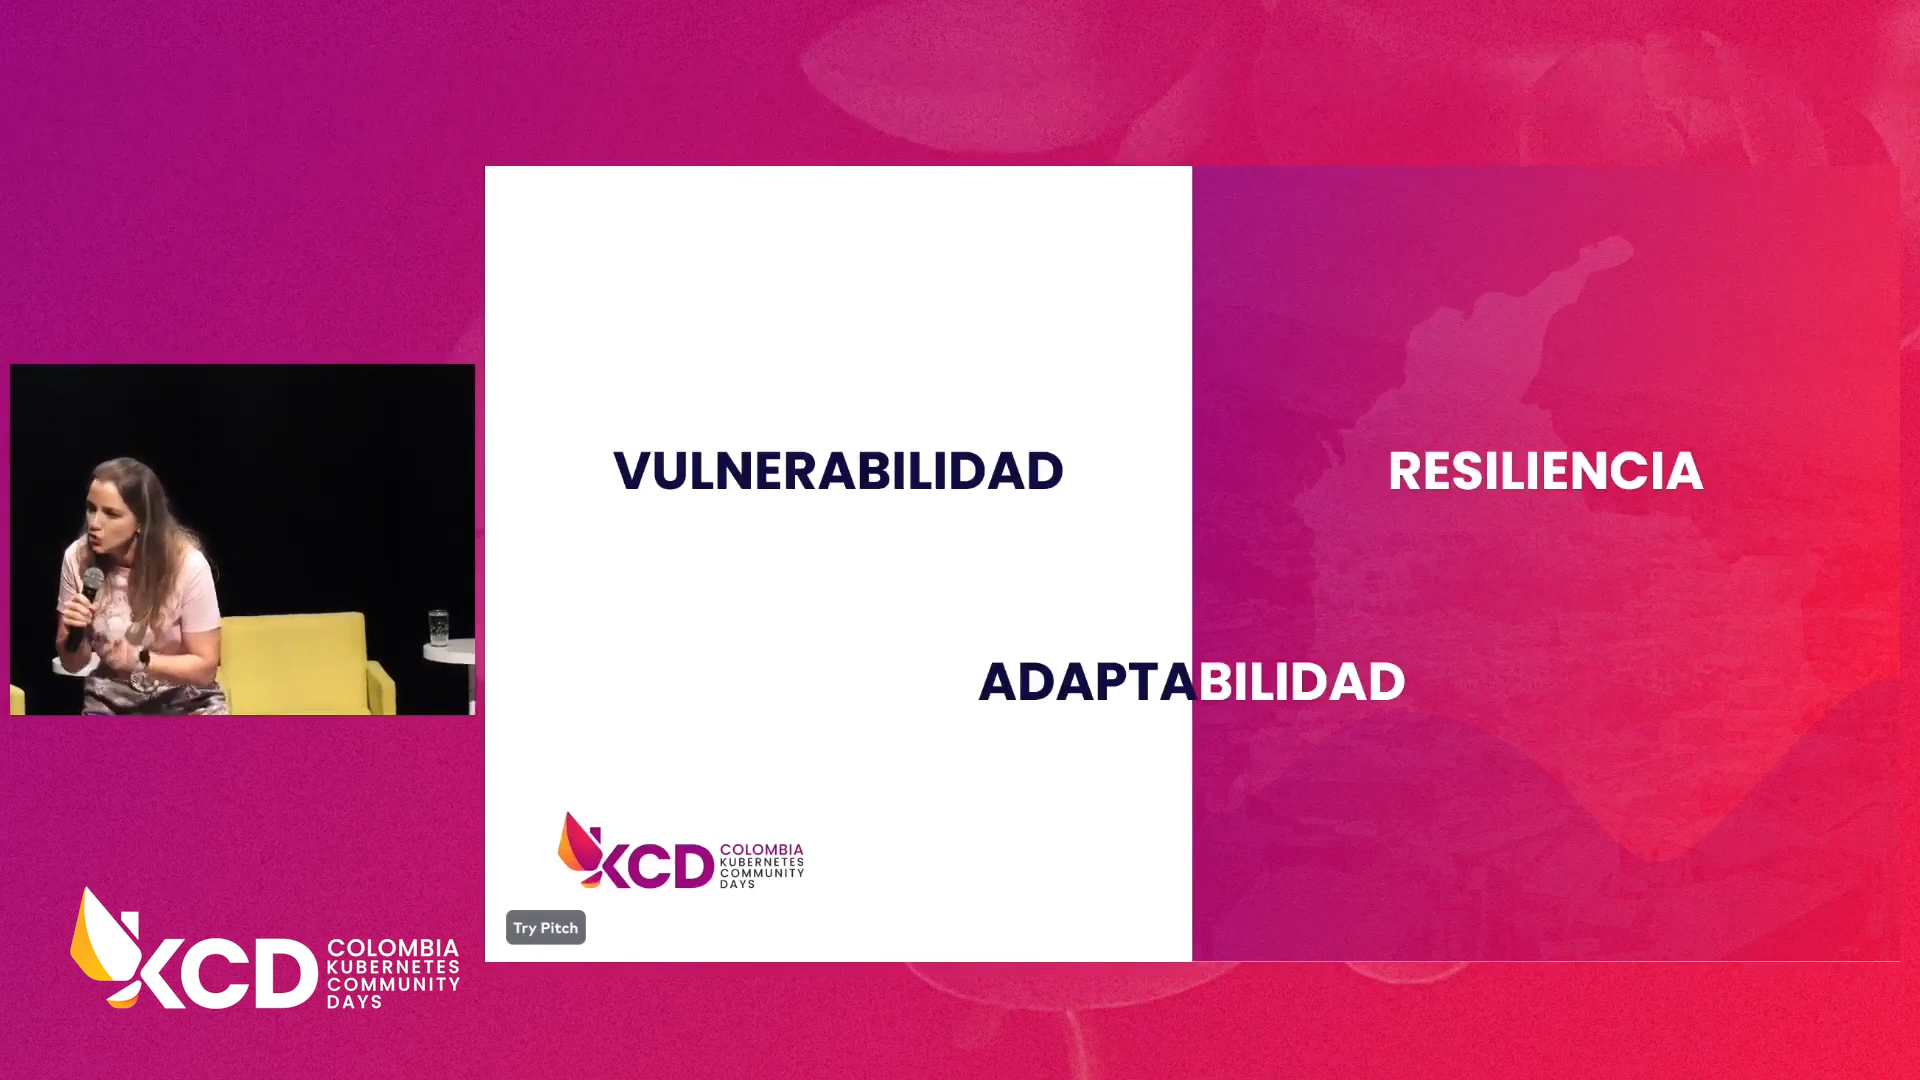 VULNERABILIDAD
RESILIENCIA
ADAPTABILIDAD
KCD
COLOMBIA
KUBERNETES
COMMUNITY
DAYS
Try Pitch
KCD
COLOMBIA
KUBERNETES
COMMUNITY
DAYS